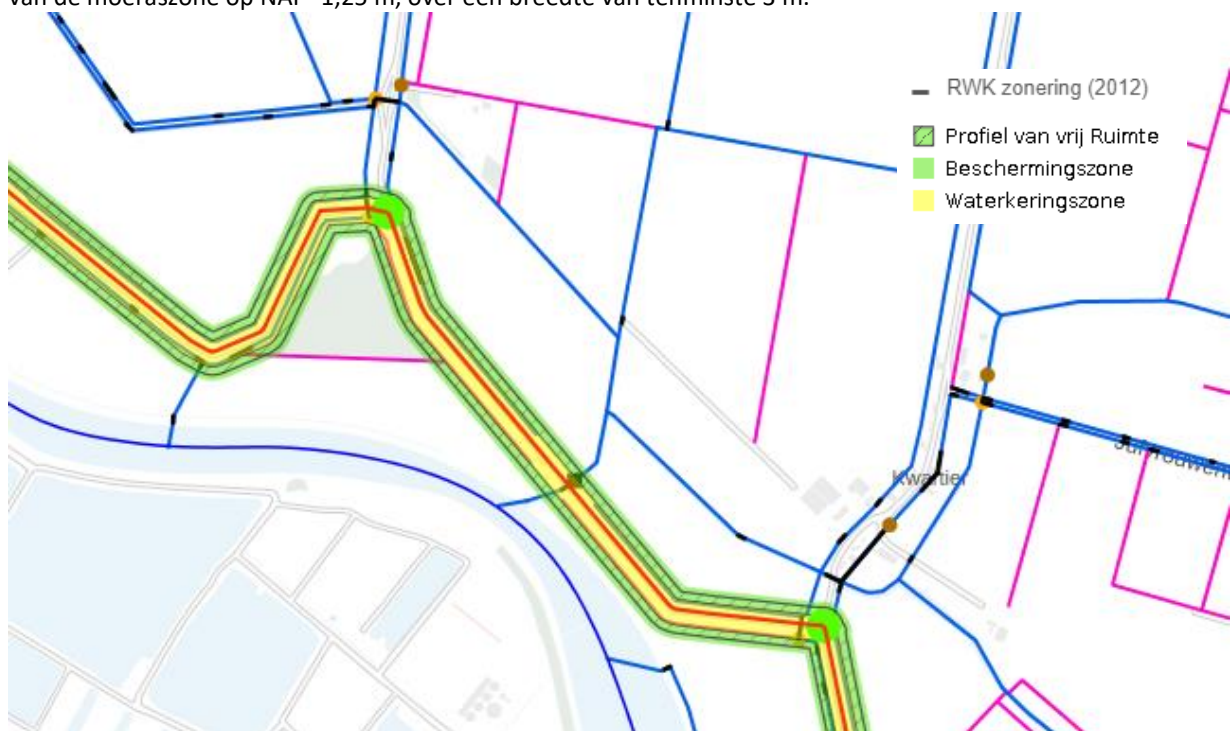 van de moeraszone op NAP -1,25 m, over een breedte van tenminste 3 m.
RWK zonering (2012)
Profiel van vrij Ruimte
Beschermingszone
Waterkeringszone
Kwartier